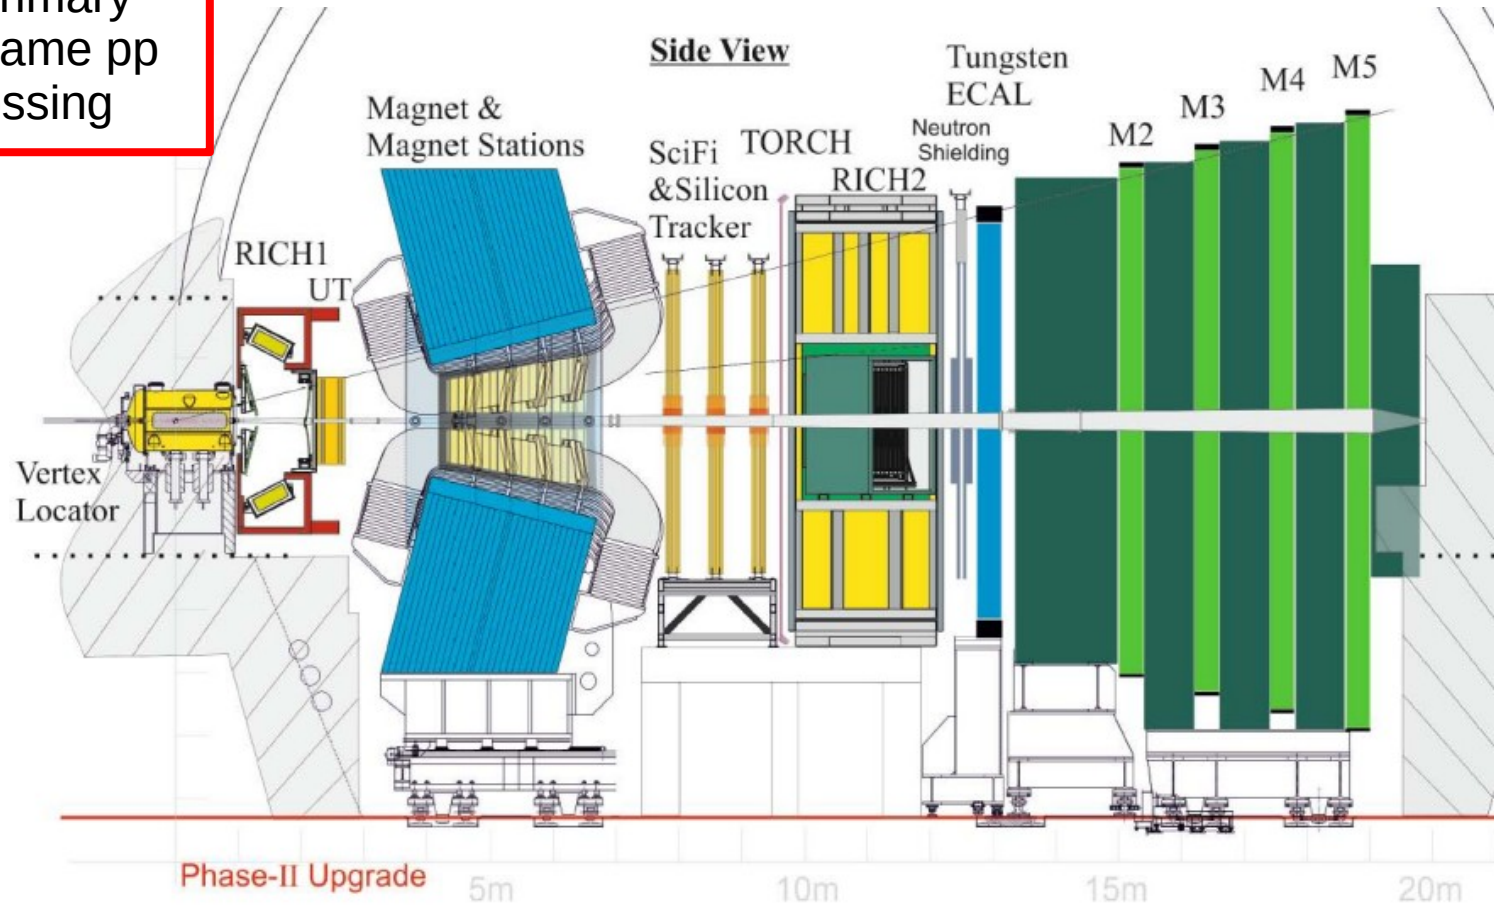 ame pp
ssing
Side View
Magnet &
Magnet Stations
SciFi
&Silicon
Tracker
TORCH
RICH2
Tungsten
ECAL
Neutron
Shielding
M2
M3
M4
M5
RICH1
UT
Vertex
Locator
Phase-II Upgrade
5m
10m
15m
20m